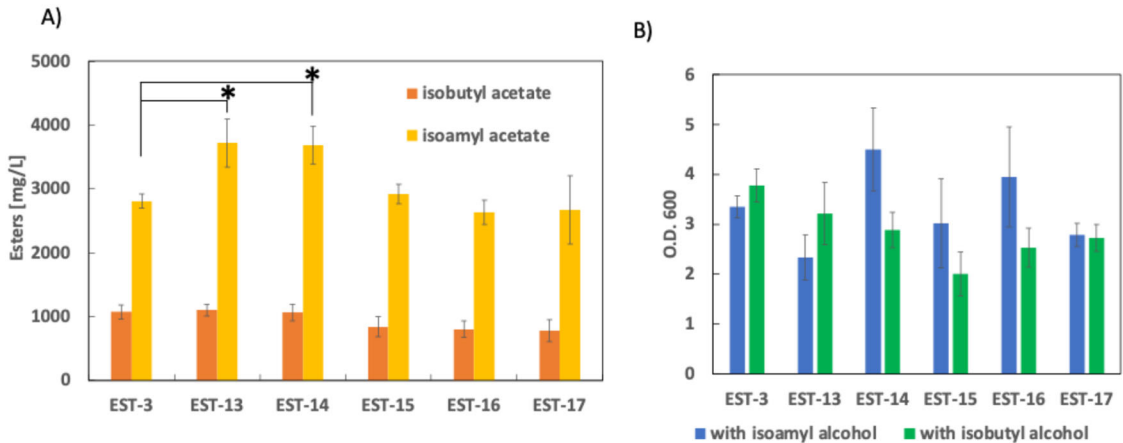 A)
5000
4000
3000
2000
1000
0
Esters [mg/L]
* *
isobutyl acetate
isoamyl acetate
EST-3 EST-13 EST-14 EST-15 EST-16 EST-17
B)
6
5
4
3
2
1
0
O.D. 600
EST-3 EST-13 EST-14 EST-15 EST-16 EST-17
with isoamyl alcohol with isobutyl alcohol